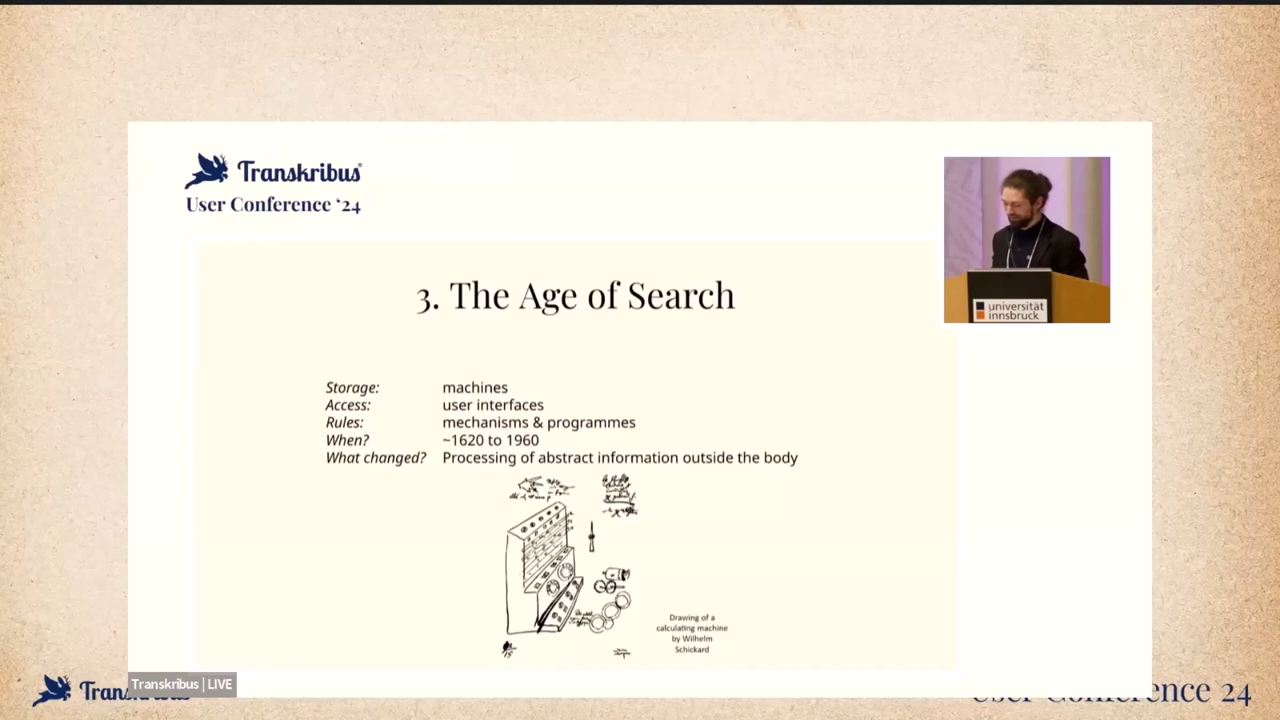 Transkribus
User Conference ‘24
universität
innsbruck
3. The Age of Search
Storage: machines
Access: user interfaces
Rules: mechanisms & programmes
When? ~1620 to 1960
What changed? Processing of abstract information outside the body
Drawing of a
calculating machine
by Wilhelm
Schickard
Transkribus | LIVE
User Conference 24